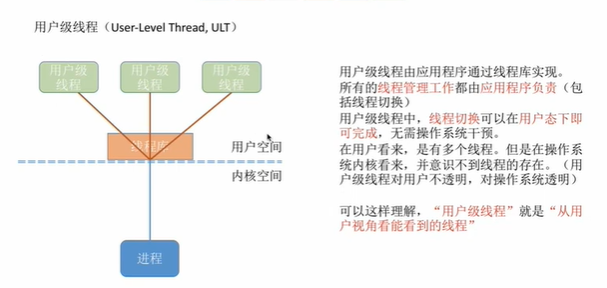 用户级线程（User-Level Thread, ULT）
用户级
线程
用户级
线程
用户级
线程
线程库
用户空间
内核空间
进程
用户级线程由应用程序通过线程库实现。
所有的线程管理工作都由应用程序负责（包
括线程切换）
用户级线程中，线程切换可以在用户态下即
可完成，无需操作系统干预。
在用户看来，是有多个线程。但是在操作系
统内核看来，并意识不到线程的存在。（用
户级线程对用户不透明，对操作系统透明）
可以这样理解，“用户级线程”就是“从用
户视角看能看到的线程”